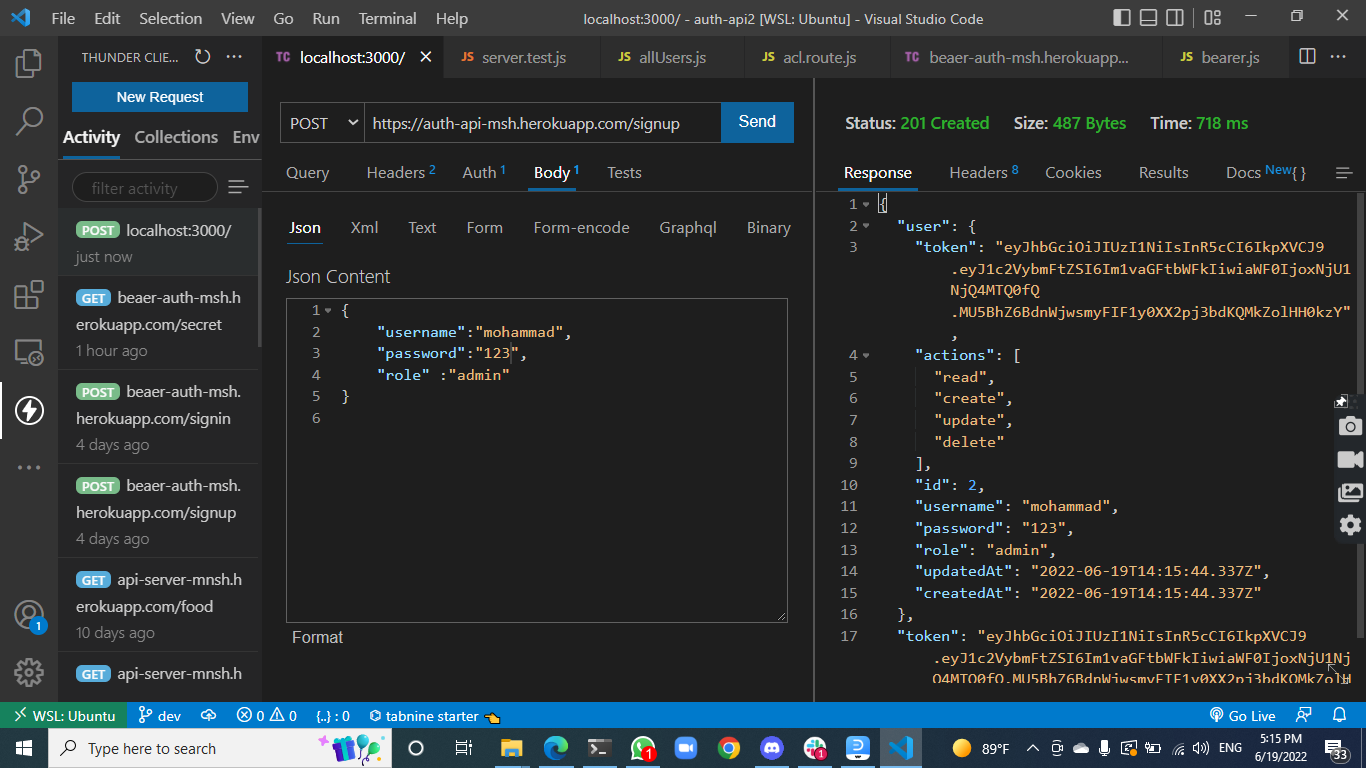 File Edit Selection View Go Run Terminal Help
localhost:3000/ - auth-api2 [WSL: Ubuntu] - Visual Studio Code
THUNDER CLIE...
New Request
Activity Collections Env
filter activity
POST localhost:3000/
just now
GET beaer-auth-msh.h
erokuapp.com/secret
1 hour ago
POST beaer-auth-msh.
herokuapp.com/signin
4 days ago
POST beaer-auth-msh.
herokuapp.com/signup
4 days ago
GET api-server-mnsh.h
erokuapp.com/food
10 days ago
GET api-server-mnsh.h
TC localhost:3000/
JS server.test.js
JS allUsers.js
JS acl.route.js
TC beaer-auth-msh.herokuapp...
JS bearer.js
POST https://auth-api-msh.herokuapp.com/signup Send
Query Headers 2 Auth 1 Body 1 Tests
Json Xml Text Form Form-encode Graphql Binary
Json Content
1 {
2 "username":"mohammad",
3 "password":"123",
4 "role" :"admin"
5 }
6
Format
Status: 201 Created Size: 487 Bytes Time: 718 ms
Response Headers 8 Cookies Results Docs New { }
1 {
2 "user": {
3 "token": "eyJhbGciOiJIUzI1NiIsInR5cCI6IkpXVCJ9
.eyJ1c2VybmFtZSI6Im1vaGFtbWFkIiwiaWF0IjoxNjU1
NjQ4MTQ0fQ
.MU5BhZ6BdnWjwsmyFIF1y0XX2pj3bdKQMkZolHH0kzY"
,
4 "actions": [
5 "read",
6 "create",
7 "update",
8 "delete"
9 ],
10 "id": 2,
11 "username": "mohammad",
12 "password": "123",
13 "role": "admin",
14 "updatedAt": "2022-06-19T14:15:44.337Z",
15 "createdAt": "2022-06-19T14:15:44.337Z"
16 },
17 "token": "eyJhbGciOiJIUzI1NiIsInR5cCI6IkpXVCJ9
.eyJ1c2VybmFtZSI6Im1vaGFtbWFkIiwiaWF0IjoxNjU1Nj
Q4MTQ0fQ.MU5BhZ6BdnWjwsmyFIF1y0XX2pj3bdKQMkZolH
1
WSL: Ubuntu dev 0 0 {..} : 0 tabnine starter Go Live
Type here to search
1
1
89°F
ENG
5:15 PM
6/19/2022
33